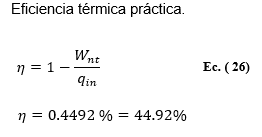 Eficiencia térmica práctica.
η = 1 − W_nt / q_in Ec. ( 26)
η = 0.4492 % = 44.92%